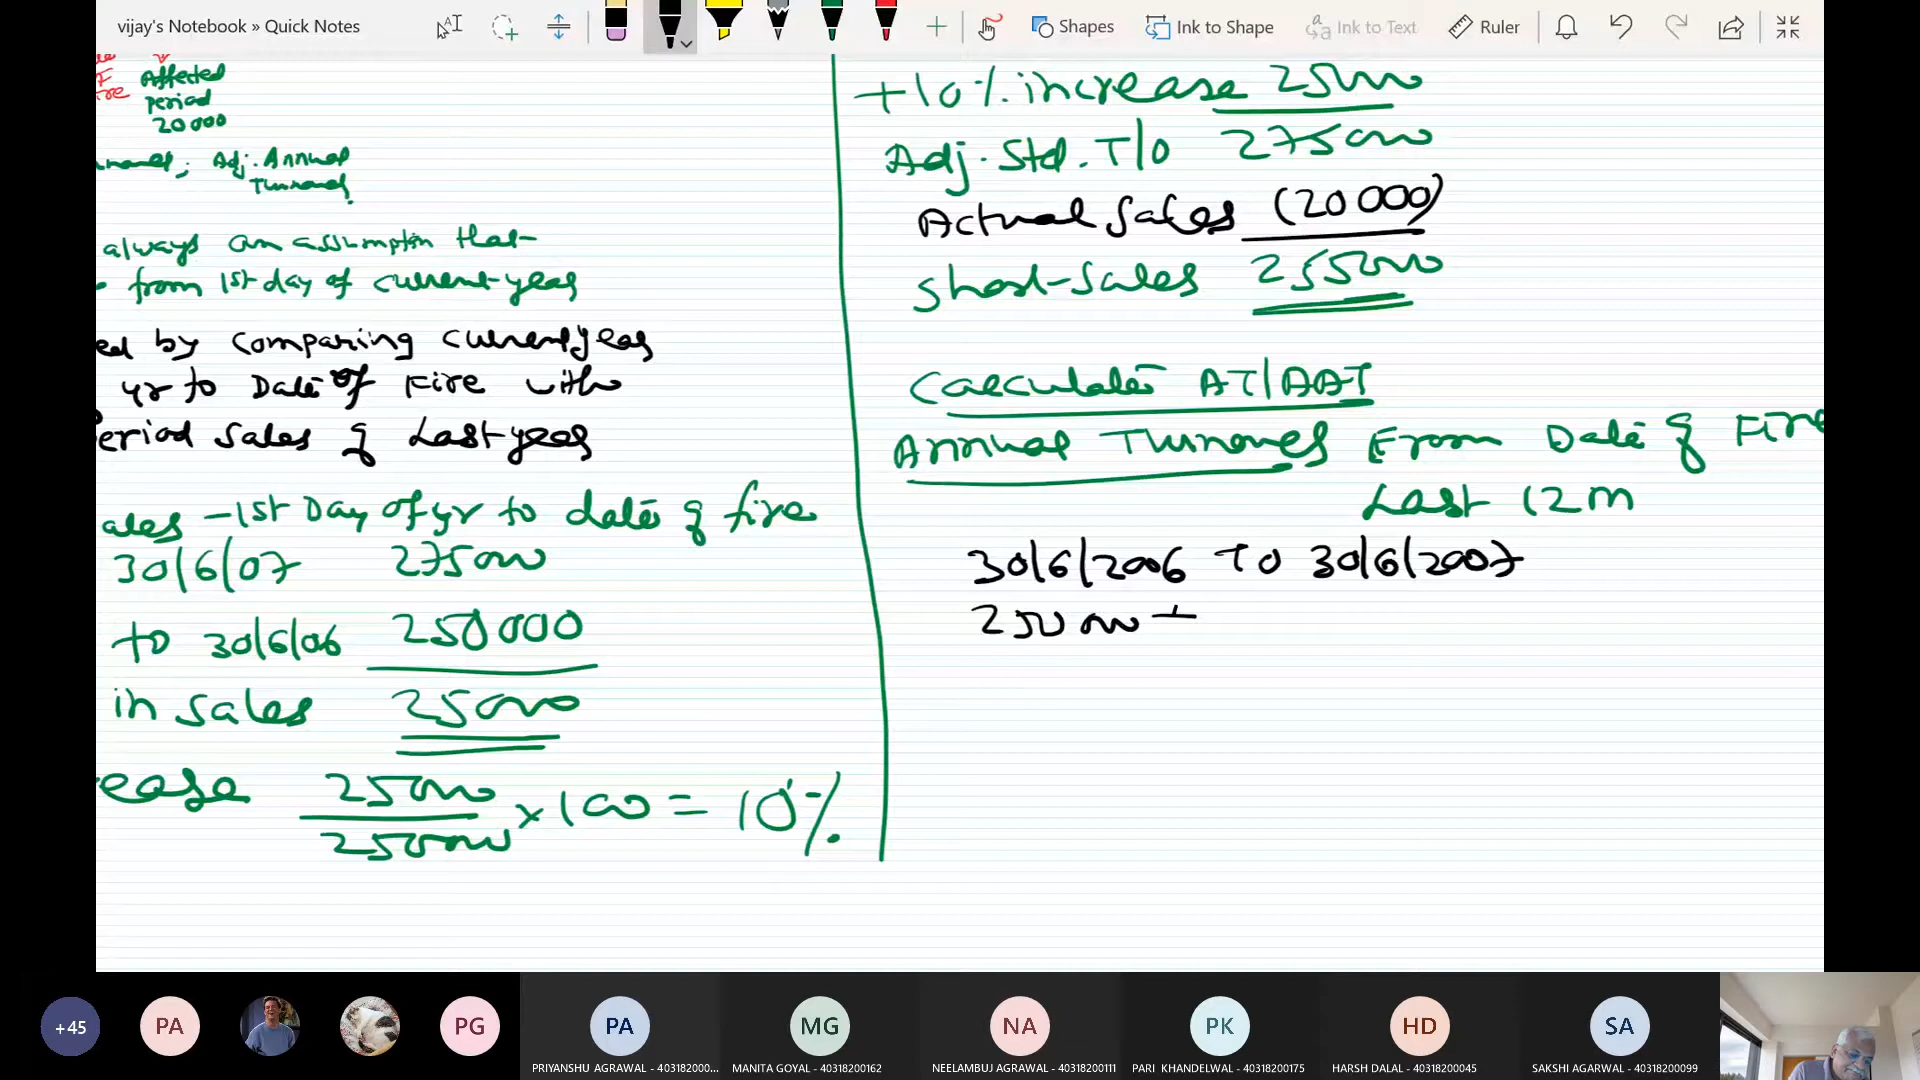 vijay's Notebook » Quick Notes
Shapes
Ink to Shape
Ink to Text
Ruler
F Affected
Fire period
20000
Adj. Annual
Turnover
always an assumption that
from 1st day of current year
ed by comparing current year
yr to Date of Fire with
Period sales of Last year
ales - 1st Day of yr to date of fire
30/6/07 275000
to 30/6/06 250000
in sales 25000
ease 25000 × 100 = 10%
250000
+10% increase 25000
Adj. Std. T/O 275000
Actual Sales (20000)
Short-Sales 255000
Calculate AT/AAT
Annual Turnover From Date of Fire
Last 12m
30/6/2006 TO 30/6/2007
250000 +
+45
PA
PG
PA
MG
NA
PK
HD
SA
PRIYANSHU AGRAWAL - 403182000...
MANITA GOYAL - 40318200162
NEELAMBUJ AGRAWAL - 40318200111
PARI KHANDELWAL - 40318200175
HARSH DALAL - 40318200045
SAKSHI AGARWAL - 40318200099